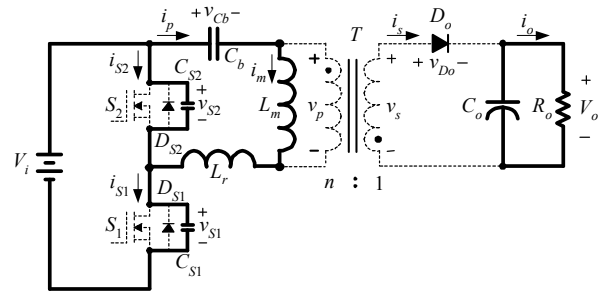 i_p + v_Cb − T i_s D_o i_o
i_S2 C_S2 C_b i_m + + + v_Do −
S_2 + v_S2 − L_m v_p v_s C_o R_o + V_o −
D_S2 − −
V_i L_r n : 1
i_S1 D_S1
S_1 + v_S1 −
C_S1